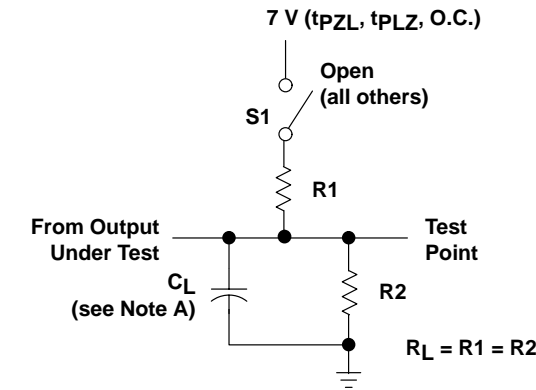 7 V (tPZL, tPLZ, O.C.)
Open
(all others)
S1
R1
From Output
Under Test
Test
Point
CL
(see Note A)
R2
RL = R1 = R2